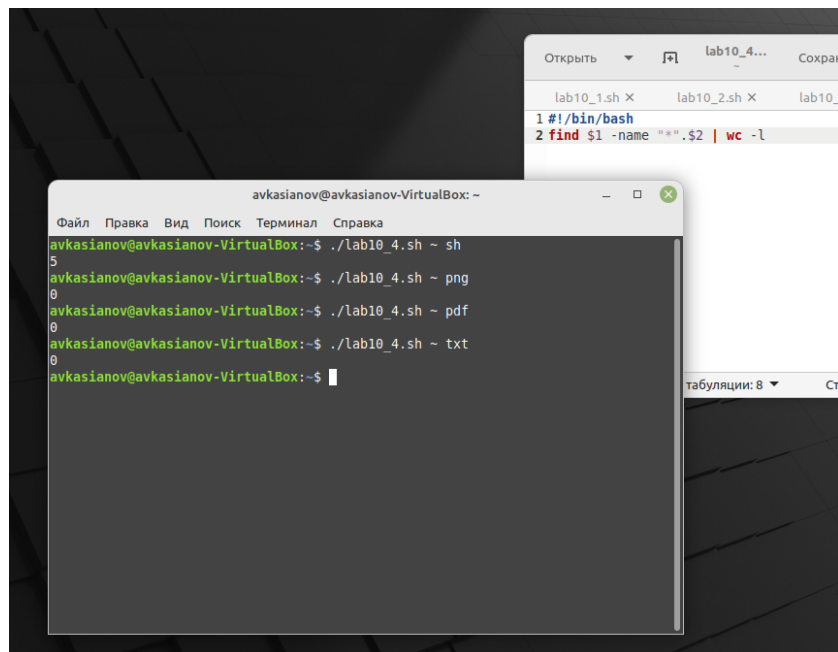 Открыть lab10_4... Сохран
~
lab10_1.sh × lab10_2.sh × lab10_
1 #!/bin/bash
2 find $1 -name "*".$2 | wc -l
avkasianov@avkasianov-VirtualBox: ~
Файл Правка Вид Поиск Терминал Справка
avkasianov@avkasianov-VirtualBox:~$ ./lab10_4.sh ~ sh
5
avkasianov@avkasianov-VirtualBox:~$ ./lab10_4.sh ~ png
0
avkasianov@avkasianov-VirtualBox:~$ ./lab10_4.sh ~ pdf
0
avkasianov@avkasianov-VirtualBox:~$ ./lab10_4.sh ~ txt
0
avkasianov@avkasianov-VirtualBox:~$
табуляции: 8 Ст